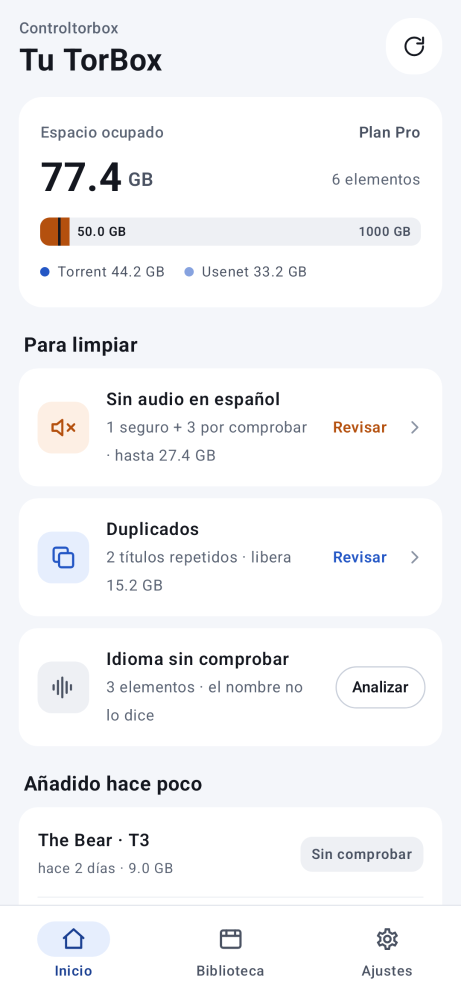 Controltorbox
Tu TorBox
Espacio ocupado
Plan Pro
77.4 GB
6 elementos
50.0 GB
1000 GB
Torrent 44.2 GB
Usenet 33.2 GB
Para limpiar
Sin audio en español
1 seguro + 3 por comprobar
· hasta 27.4 GB
Revisar
Duplicados
2 títulos repetidos · libera
15.2 GB
Revisar
Idioma sin comprobar
3 elementos · el nombre no
lo dice
Analizar
Añadido hace poco
The Bear · T3
hace 2 días · 9.0 GB
Sin comprobar
Inicio
Biblioteca
Ajustes